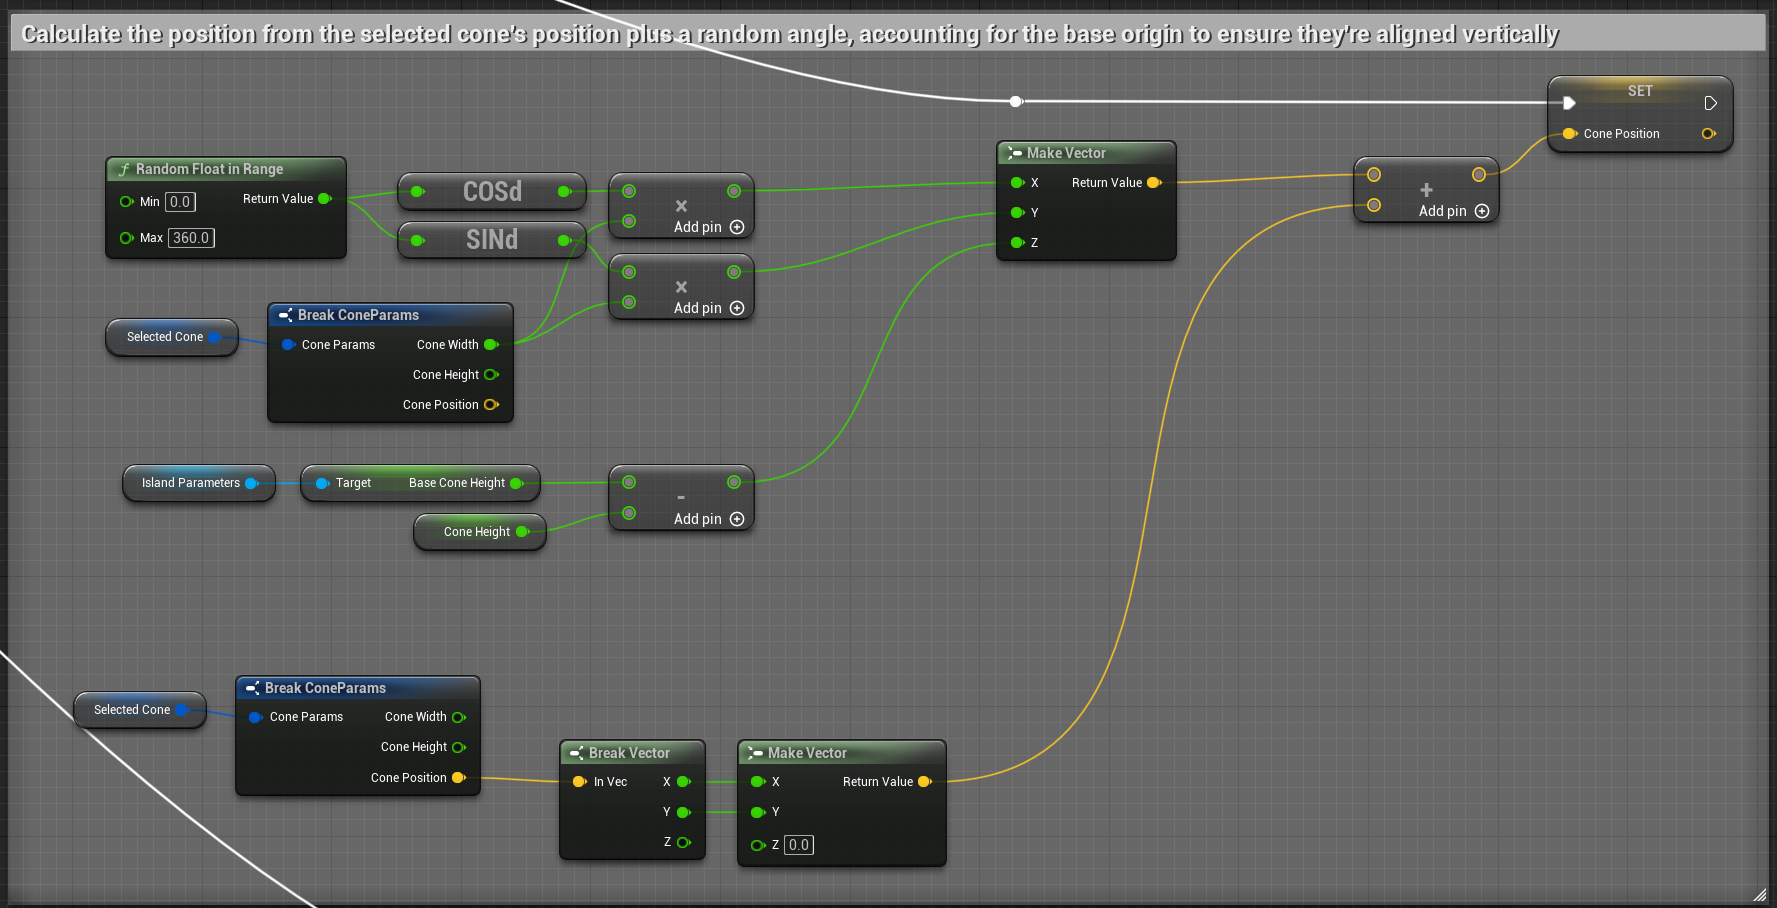 Calculate the position from the selected cone's position plus a random angle, accounting for the base origin to ensure they're aligned vertically
SET
Cone Position
Random Float in Range
Min 0.0
Return Value
Max 360.0
COSd
SINd
×
Add pin
×
Add pin
Make Vector
X
Return Value
Y
Z
+
Add pin
Selected Cone
Break ConeParams
Cone Params
Cone Width
Cone Height
Cone Position
Island Parameters
Target
Base Cone Height
Cone Height
-
Add pin
Selected Cone
Break ConeParams
Cone Params
Cone Width
Cone Height
Cone Position
Break Vector
In Vec
X
Y
Z
Make Vector
X
Return Value
Y
Z 0.0